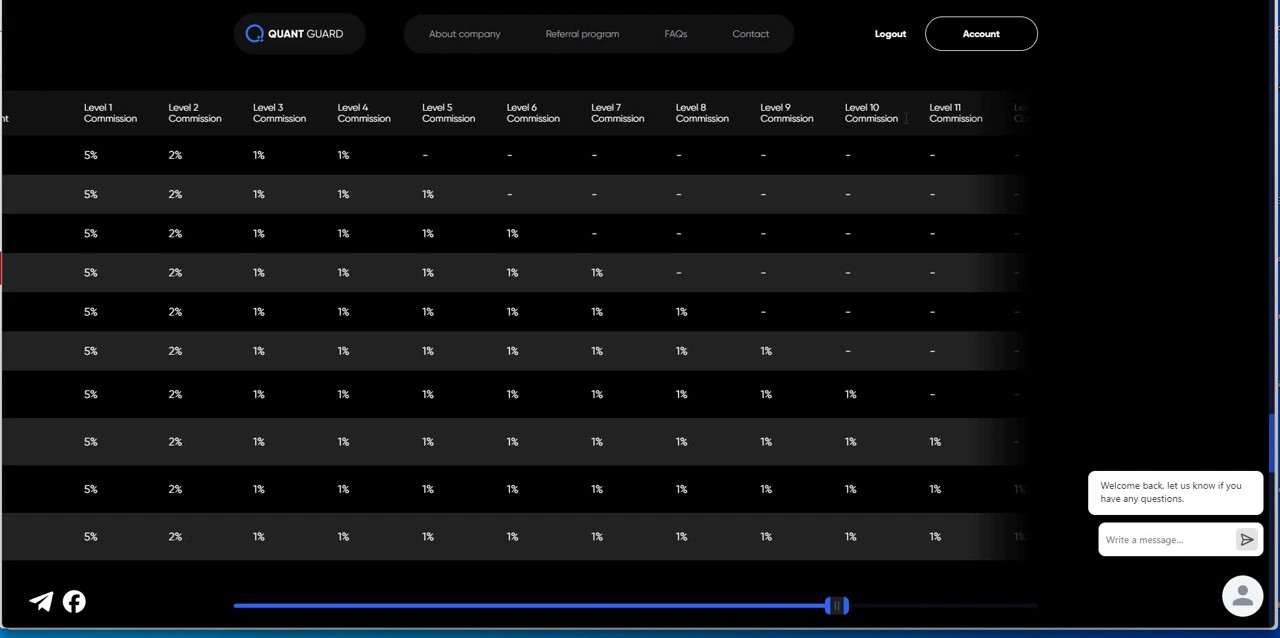 QUANT GUARD About company Referral program FAQs Contact Logout Account
Level 1 Level 2 Level 3 Level 4 Level 5 Level 6 Level 7 Level 8 Level 9 Level 10 Level 11
nt Commission Commission Commission Commission Commission Commission Commission Commission Commission Commission Commission
5% 2% 1% 1% - - - - - - - -
5% 2% 1% 1% 1% - - - - - - -
5% 2% 1% 1% 1% 1% - - - - - -
5% 2% 1% 1% 1% 1% 1% - - - - -
5% 2% 1% 1% 1% 1% 1% 1% - - - -
5% 2% 1% 1% 1% 1% 1% 1% 1% - - -
5% 2% 1% 1% 1% 1% 1% 1% 1% 1% - -
5% 2% 1% 1% 1% 1% 1% 1% 1% 1% 1% -
5% 2% 1% 1% 1% 1% 1% 1% 1% 1% 1% 1%
5% 2% 1% 1% 1% 1% 1% 1% 1% 1% 1% 1%
Welcome back, let us know if you
have any questions.
Write a message...